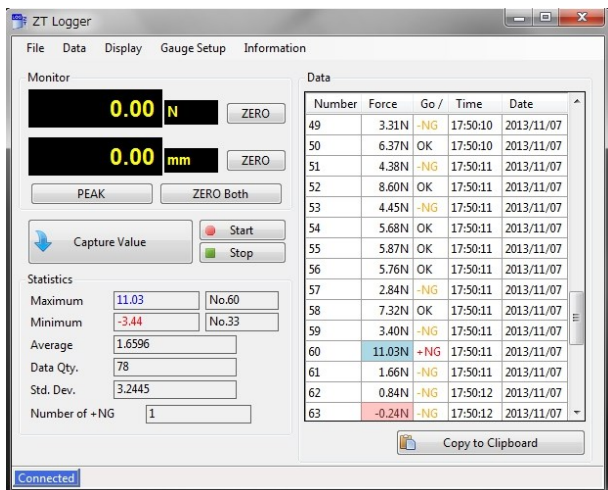 ZT Logger
File Data Display Gauge Setup Information
Monitor
0.00 N ZERO
0.00 mm ZERO
PEAK ZERO Both
Capture Value
Start
Stop
Statistics
Maximum 11.03 No.60
Minimum -3.44 No.33
Average 1.6596
Data Qty. 78
Std. Dev. 3.2445
Number of +NG 1
Data
Number Force Go / Time Date
49 3.31N -NG 17:50:10 2013/11/07
50 6.37N OK 17:50:10 2013/11/07
51 4.38N -NG 17:50:11 2013/11/07
52 8.60N OK 17:50:11 2013/11/07
53 4.45N -NG 17:50:11 2013/11/07
54 5.68N OK 17:50:11 2013/11/07
55 5.87N OK 17:50:11 2013/11/07
56 5.76N OK 17:50:11 2013/11/07
57 2.84N -NG 17:50:11 2013/11/07
58 7.32N OK 17:50:11 2013/11/07
59 3.40N -NG 17:50:11 2013/11/07
60 11.03N +NG 17:50:11 2013/11/07
61 1.66N -NG 17:50:11 2013/11/07
62 0.84N -NG 17:50:12 2013/11/07
63 -0.24N -NG 17:50:12 2013/11/07
Copy to Clipboard
Connected